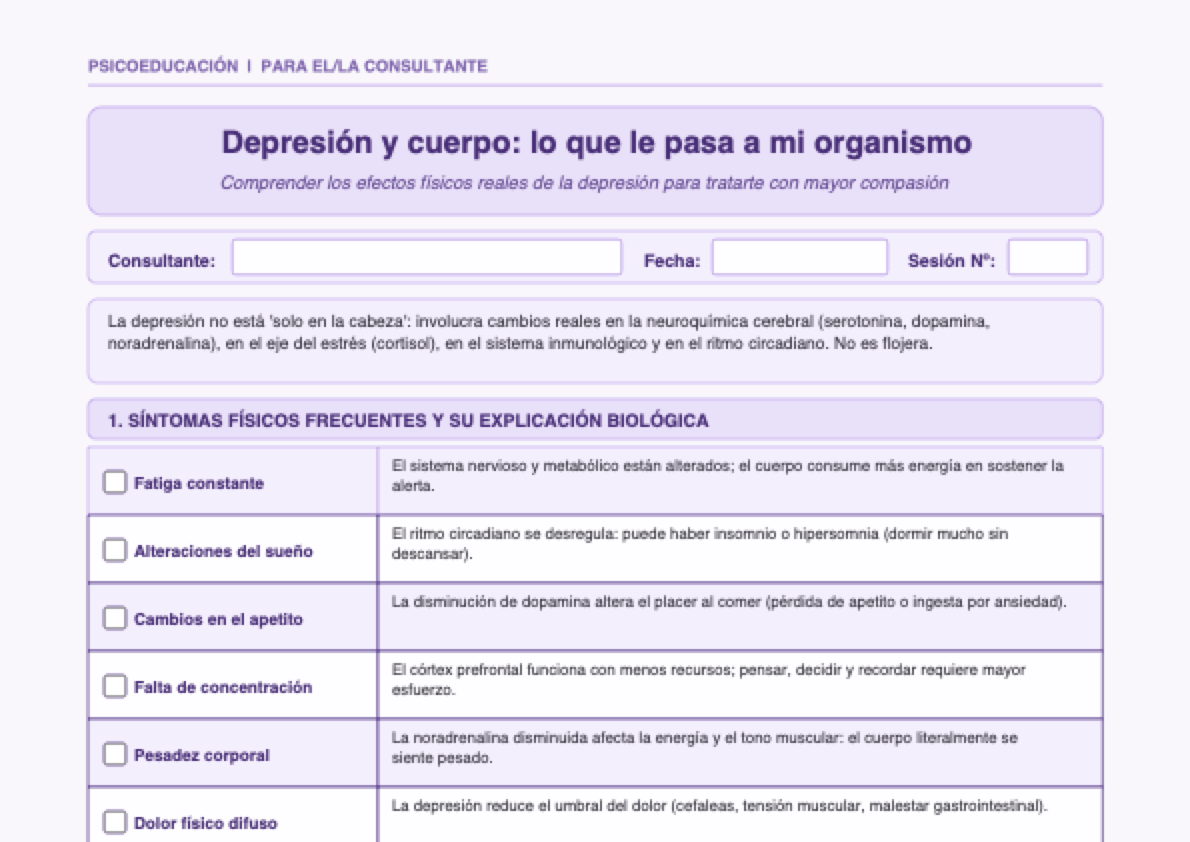 PSICOEDUCACIÓN | PARA EL/LA CONSULTANTE
Depresión y cuerpo: lo que le pasa a mi organismo
Comprender los efectos físicos reales de la depresión para tratarte con mayor compasión
Consultante:
Fecha:
Sesión N°:
La depresión no está 'solo en la cabeza': involucra cambios reales en la neuroquímica cerebral (serotonina, dopamina,
noradrenalina), en el eje del estrés (cortisol), en el sistema inmunológico y en el ritmo circadiano. No es flojera.
1. SÍNTOMAS FÍSICOS FRECUENTES Y SU EXPLICACIÓN BIOLÓGICA
Fatiga constante
El sistema nervioso y metabólico están alterados; el cuerpo consume más energía en sostener la
alerta.
Alteraciones del sueño
El ritmo circadiano se desregula: puede haber insomnio o hipersomnia (dormir mucho sin
descansar).
Cambios en el apetito
La disminución de dopamina altera el placer al comer (pérdida de apetito o ingesta por ansiedad).
Falta de concentración
El córtex prefrontal funciona con menos recursos; pensar, decidir y recordar requiere mayor
esfuerzo.
Pesadez corporal
La noradrenalina disminuida afecta la energía y el tono muscular: el cuerpo literalmente se
siente pesado.
Dolor físico difuso
La depresión reduce el umbral del dolor (cefaleas, tensión muscular, malestar gastrointestinal).